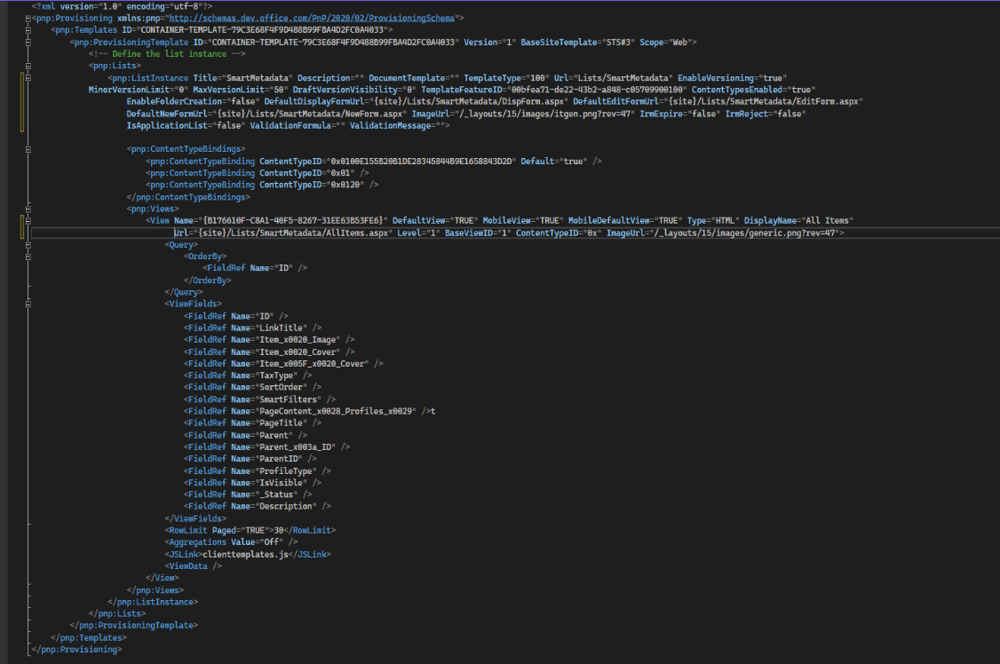 <?xml version="1.0" encoding="utf-8"?>
<pnp:Provisioning xmlns:pnp="http://schemas.dev.office.com/PnP/2020/02/ProvisioningSchema">
<pnp:Templates ID="CONTAINER-TEMPLATE-79C3E68F4F9D488B99FBA4D2FC0A4033">
<pnp:ProvisioningTemplate ID="CONTAINER-TEMPLATE-79C3E68F4F9D488B99FBA4D2FC0A4033" Version="1" BaseSiteTemplate="STS#3" Scope="Web">
<!-- Define the list instance -->
<pnp:Lists>
<pnp:ListInstance Title="SmartMetadata" Description="" DocumentTemplate="" TemplateType="100" Url="Lists/SmartMetadata" EnableVersioning="true"
MinorVersionLimit="0" MaxVersionLimit="50" DraftVersionVisibility="0" TemplateFeatureID="00bfea71-de22-43b2-a848-c05709900100" ContentTypesEnabled="true"
EnableFolderCreation="false" DefaultDisplayFormUrl="{site}/Lists/SmartMetadata/DispForm.aspx" DefaultEditFormUrl="{site}/Lists/SmartMetadata/EditForm.aspx"
DefaultNewFormUrl="{site}/Lists/SmartMetadata/NewForm.aspx" ImageUrl="/_layouts/15/images/itgen.png?rev=47" IrmExpire="false" IrmReject="false"
IsApplicationList="false" ValidationFormula="" ValidationMessage="">
<pnp:ContentTypeBindings>
<pnp:ContentTypeBinding ContentTypeID="0x0100E155B20B1DE28345844B9E1658843D2D" Default="true" />
<pnp:ContentTypeBinding ContentTypeID="0x01" />
<pnp:ContentTypeBinding ContentTypeID="0x0120" />
</pnp:ContentTypeBindings>
<pnp:Views>
<View Name="{B176610F-C8A1-40F5-8267-31EE63B53FE6}" DefaultView="TRUE" MobileView="TRUE" MobileDefaultView="TRUE" Type="HTML" DisplayName="All Items"
Url="{site}/Lists/SmartMetadata/AllItems.aspx" Level="1" BaseViewID="1" ContentTypeID="0x" ImageUrl="/_layouts/15/images/generic.png?rev=47">
<Query>
<OrderBy>
<FieldRef Name="ID" />
</OrderBy>
</Query>
<ViewFields>
<FieldRef Name="ID" />
<FieldRef Name="LinkTitle" />
<FieldRef Name="Item_x0020_Image" />
<FieldRef Name="Item_x0020_Cover" />
<FieldRef Name="Item_x005F_x0020_Cover" />
<FieldRef Name="TaxType" />
<FieldRef Name="SortOrder" />
<FieldRef Name="SmartFilters" />
<FieldRef Name="PageContent_x0028_Profiles_x0029" />t
<FieldRef Name="PageTitle" />
<FieldRef Name="Parent" />
<FieldRef Name="Parent_x003a_ID" />
<FieldRef Name="ParentID" />
<FieldRef Name="ProfileType" />
<FieldRef Name="IsVisible" />
<FieldRef Name="_Status" />
<FieldRef Name="Description" />
</ViewFields>
<RowLimit Paged="TRUE">30</RowLimit>
<Aggregations Value="Off" />
<JSLink>clienttemplates.js</JSLink>
<ViewData />
</View>
</pnp:Views>
</pnp:ListInstance>
</pnp:Lists>
</pnp:ProvisioningTemplate>
</pnp:Templates>
</pnp:Provisioning>